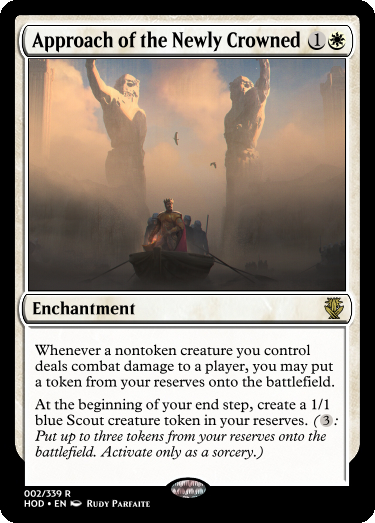 Approach of the Newly Crowned 1
Enchantment
Whenever a nontoken creature you control
deals combat damage to a player, you may put
a token from your reserves onto the battlefield.
At the beginning of your end step, create a 1/1
blue Scout creature token in your reserves. (3:
Put up to three tokens from your reserves onto the
battlefield. Activate only as a sorcery.)
002/339 R
HOD • EN Rudy Parfaite